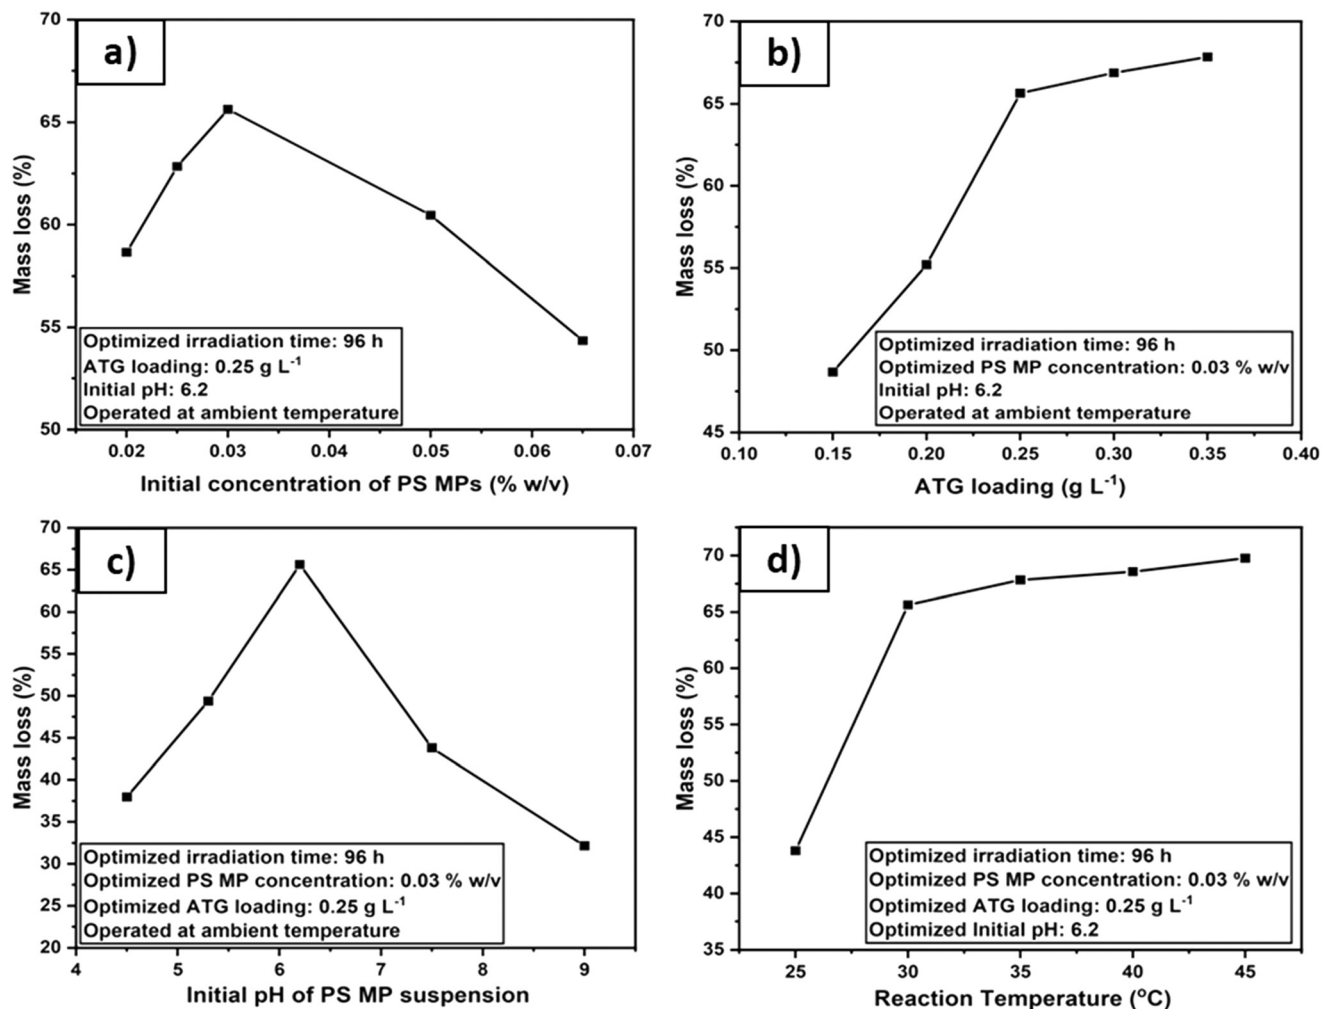 a)
Mass loss (%)
70
65
60
55
50
Optimized irradiation time: 96 h
ATG loading: 0.25 g L⁻¹
Initial pH: 6.2
Operated at ambient temperature
0.02 0.03 0.04 0.05 0.06 0.07
Initial concentration of PS MPs (% w/v)
b)
Mass loss (%)
70
65
60
55
50
45
Optimized irradiation time: 96 h
Optimized PS MP concentration: 0.03 % w/v
Initial pH: 6.2
Operated at ambient temperature
0.10 0.15 0.20 0.25 0.30 0.35 0.40
ATG loading (g L⁻¹)
c)
Mass loss (%)
70
65
60
55
50
45
40
35
30
25
20
Optimized irradiation time: 96 h
Optimized PS MP concentration: 0.03 % w/v
Optimized ATG loading: 0.25 g L⁻¹
Operated at ambient temperature
4 5 6 7 8 9
Initial pH of PS MP suspension
d)
Mass loss (%)
70
65
60
55
50
45
40
35
Optimized irradiation time: 96 h
Optimized PS MP concentration: 0.03 % w/v
Optimized ATG loading: 0.25 g L⁻¹
Optimized Initial pH: 6.2
25 30 35 40 45
Reaction Temperature (°C)